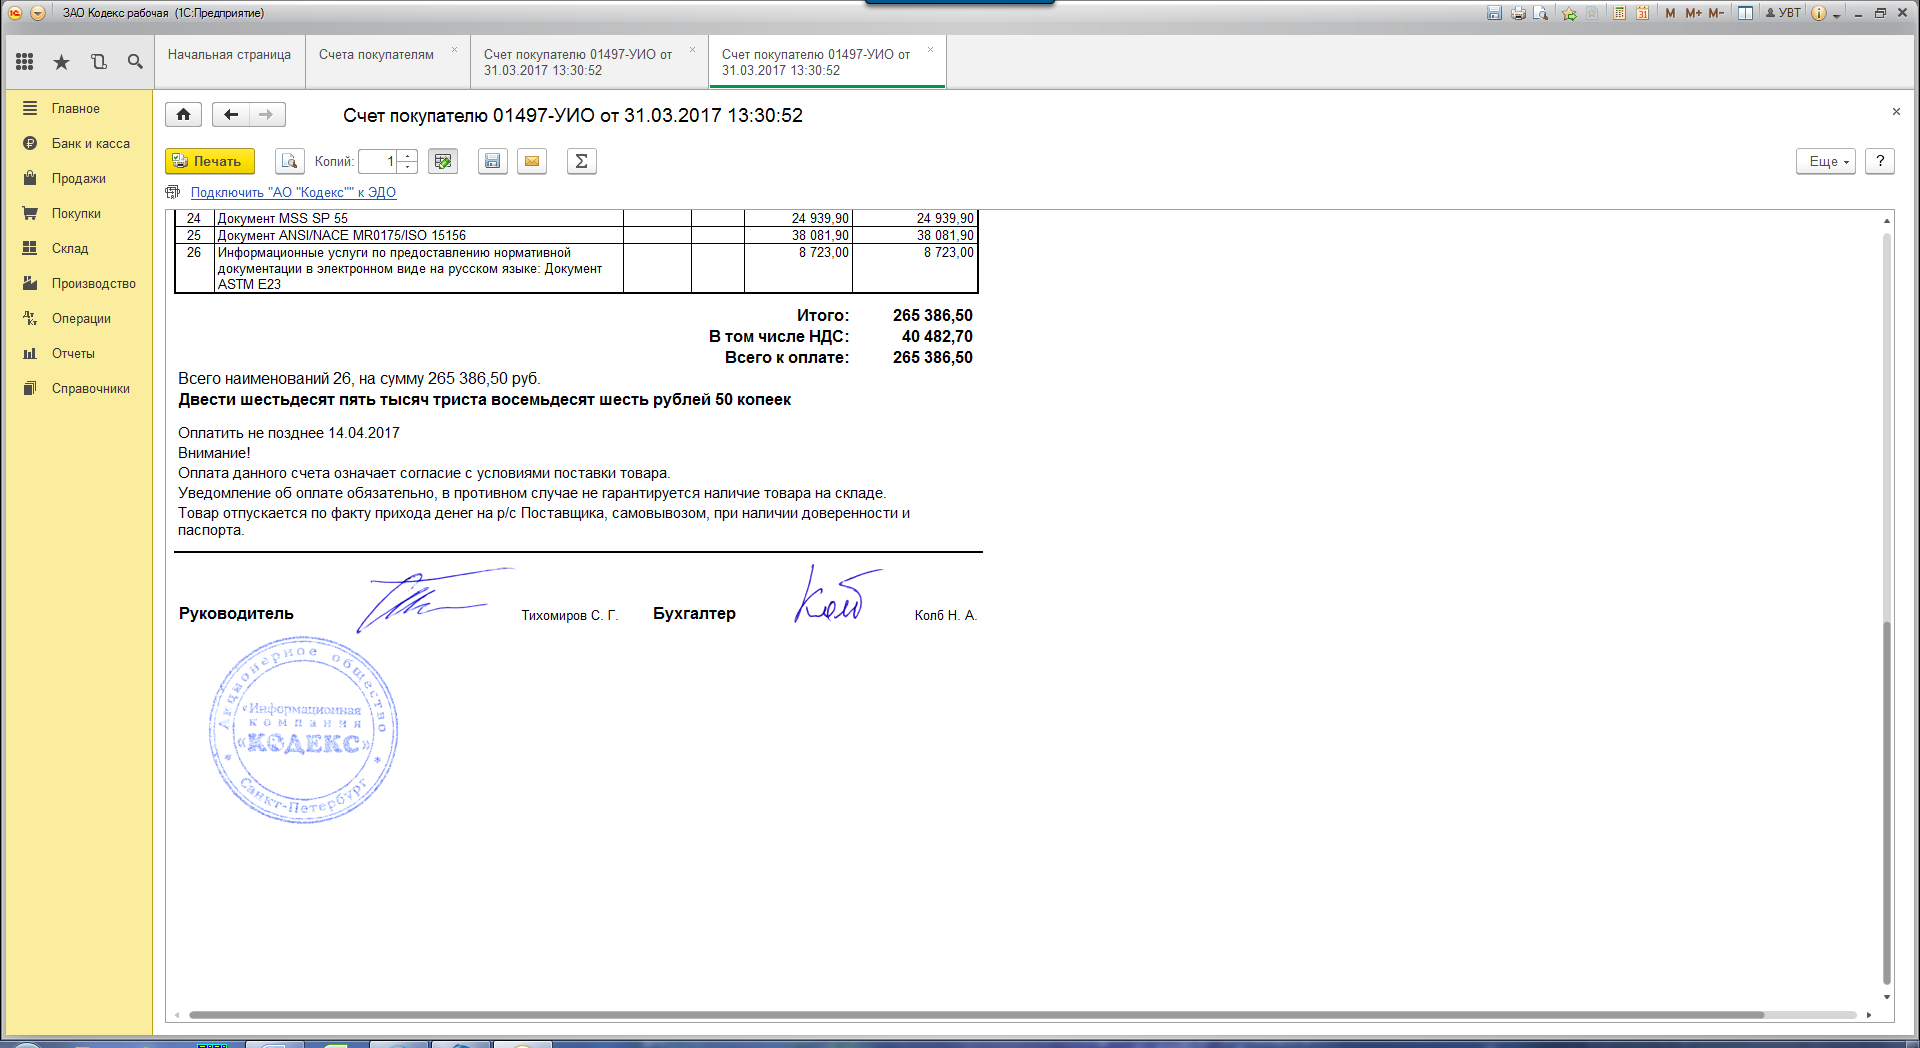 ЗАО Кодекс рабочая (1С:Предприятие)
M M+ M- УВТ
Начальная страница
Счета покупателям
Счет покупателю 01497-УИО от
31.03.2017 13:30:52
Счет покупателю 01497-УИО от
31.03.2017 13:30:52
Главное
Банк и касса
Продажи
Покупки
Склад
Производство
Операции
Отчеты
Справочники
Счет покупателю 01497-УИО от 31.03.2017 13:30:52
Печать
Копий: 1
Еще
?
Подключить "АО "Кодекс"" к ЭДО
24 Документ MSS SP 55 24 939,90 24 939,90
25 Документ ANSI/NACE MR0175/ISO 15156 38 081,90 38 081,90
26 Информационные услуги по предоставлению нормативной 8 723,00 8 723,00
документации в электронном виде на русском языке: Документ
ASTM E23
Итого: 265 386,50
В том числе НДС: 40 482,70
Всего к оплате: 265 386,50
Всего наименований 26, на сумму 265 386,50 руб.
Двести шестьдесят пять тысяч триста восемьдесят шесть рублей 50 копеек
Оплатить не позднее 14.04.2017
Внимание!
Оплата данного счета означает согласие с условиями поставки товара.
Уведомление об оплате обязательно, в противном случае не гарантируется наличие товара на складе.
Товар отпускается по факту прихода денег на р/с Поставщика, самовывозом, при наличии доверенности и
паспорта.
Руководитель Тихомиров С. Г. Бухгалтер Колб Н. А.
Акционерное общество
«Информационная
компания
«КОДЕКС»
Санкт-Петербург